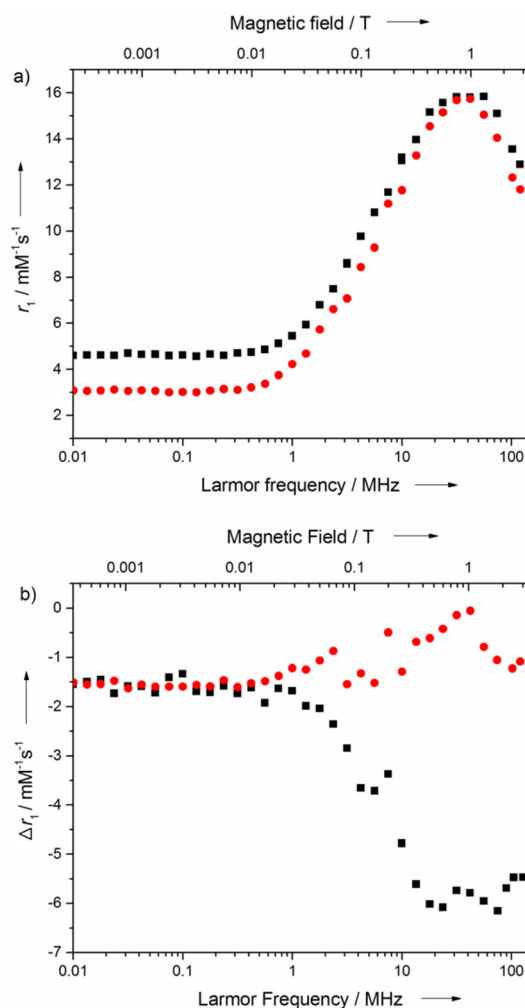 Magnetic field / T
0.001 0.01 0.1 1
a)
16
14
12
10
8
6
4
2
r₁ / mM⁻¹s⁻¹
0.01 0.1 1 10 100
Larmor frequency / MHz
Magnetic Field / T
0.001 0.01 0.1 1
b)
0
-1
-2
-3
-4
-5
-6
-7
Δr₁ / mM⁻¹s⁻¹
0.01 0.1 1 10 100
Larmor Frequency / MHz